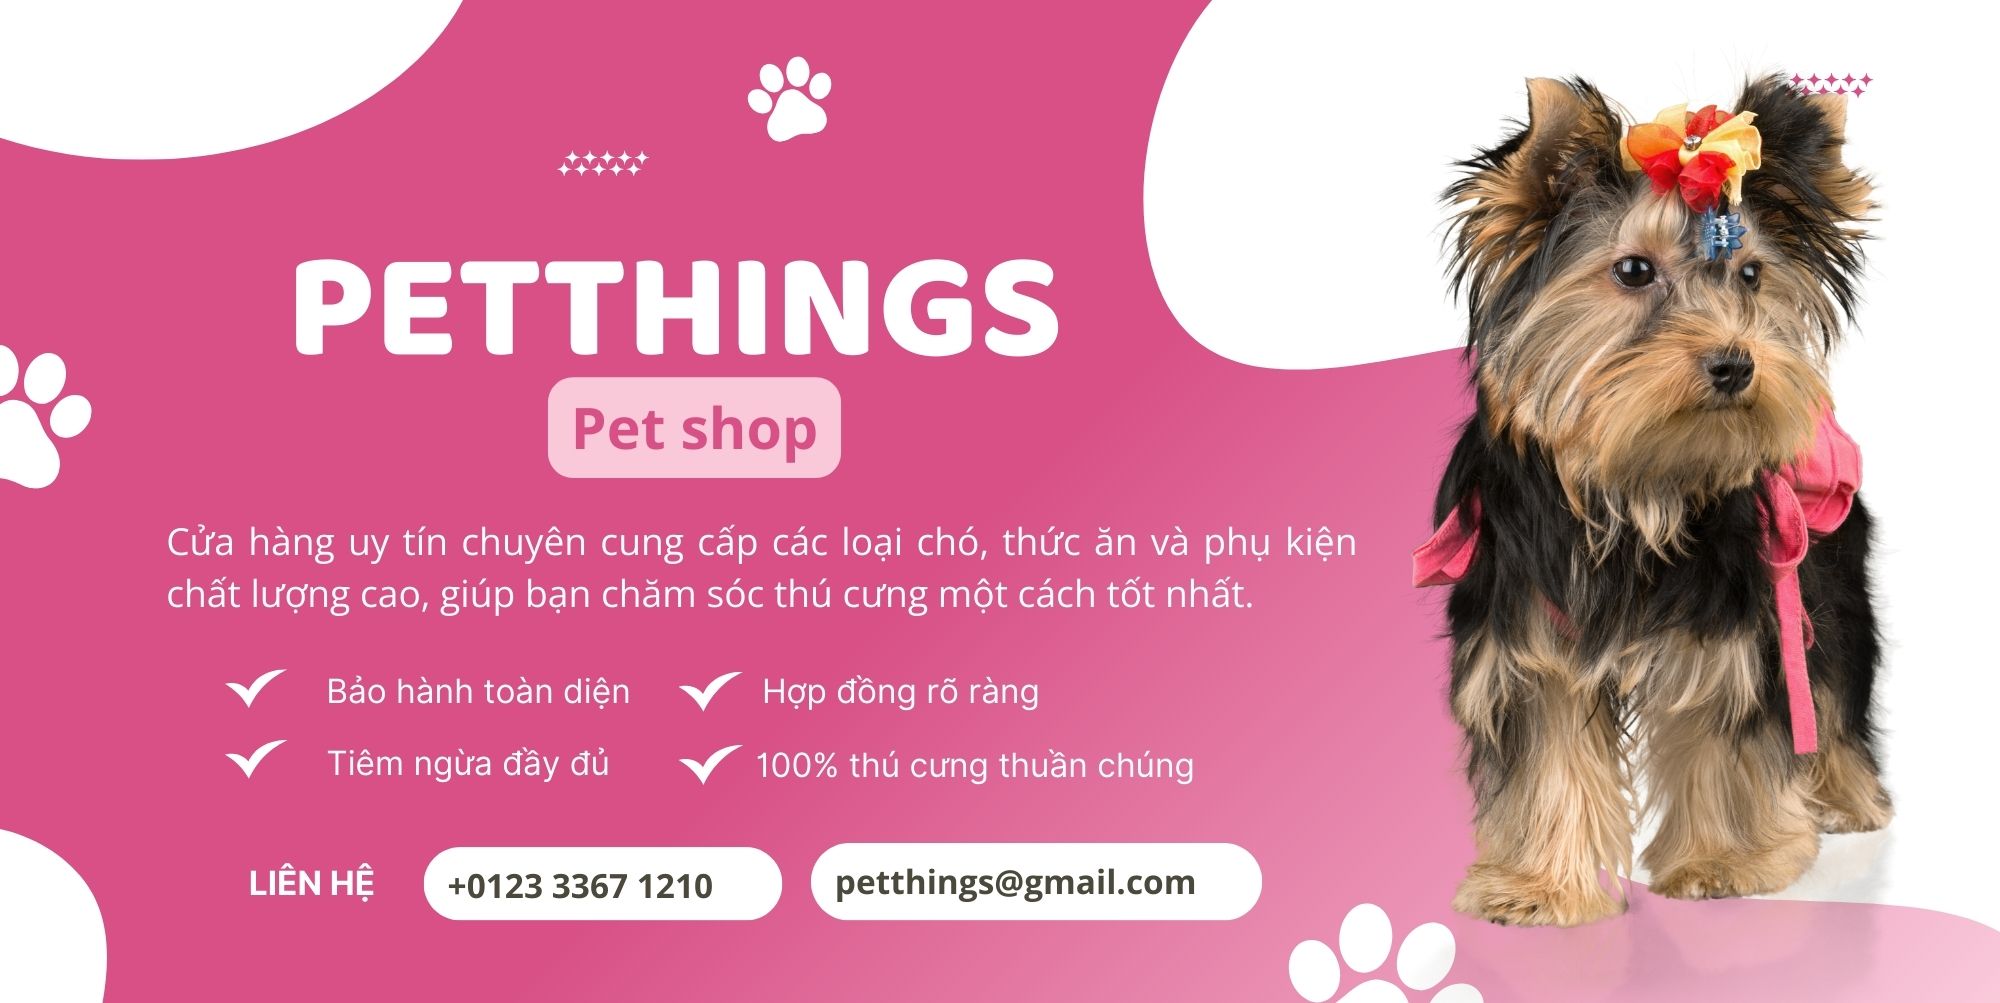 PETTHINGS
Pet shop
Cửa hàng uy tín chuyên cung cấp các loại chó, thức ăn và phụ kiện
chất lượng cao, giúp bạn chăm sóc thú cưng một cách tốt nhất.
Bảo hành toàn diện
Hợp đồng rõ ràng
Tiêm ngừa đầy đủ
100% thú cưng thuần chúng
LIÊN HỆ
+0123 3367 1210
petthings@gmail.com